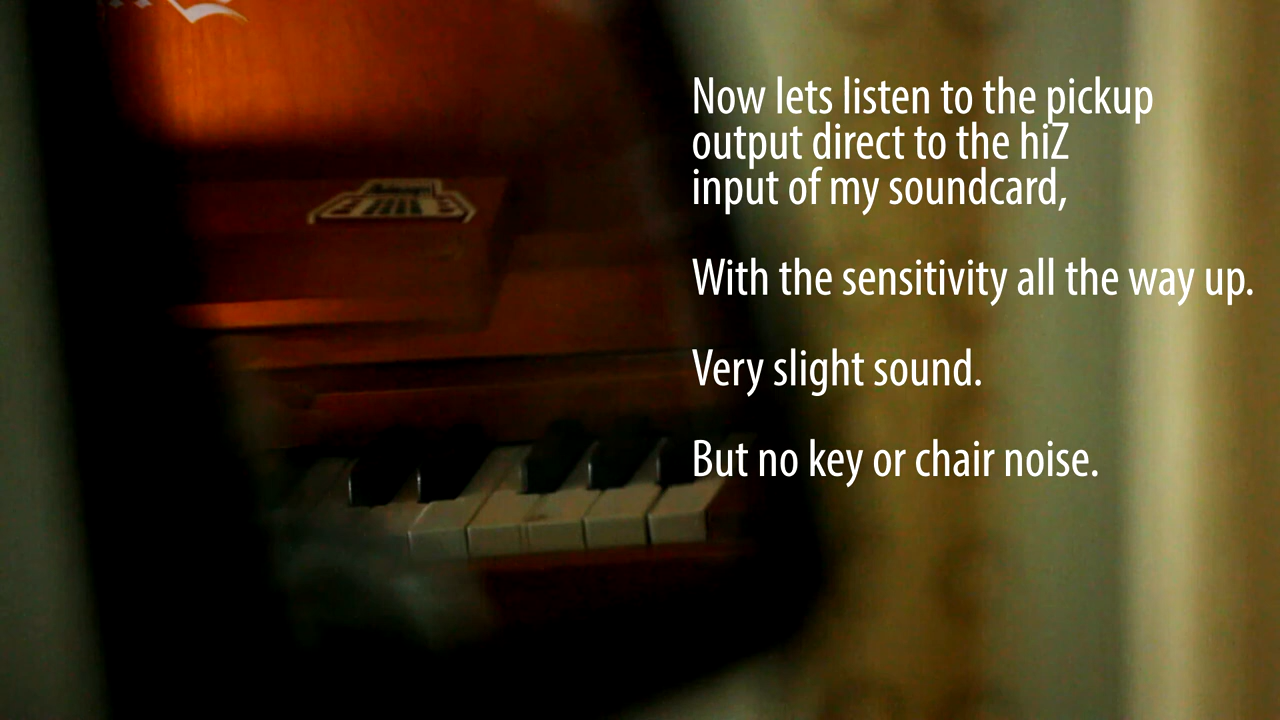 Now lets listen to the pickup
output direct to the hiZ
input of my soundcard,
With the sensitivity all the way up.
Very slight sound.
But no key or chair noise.